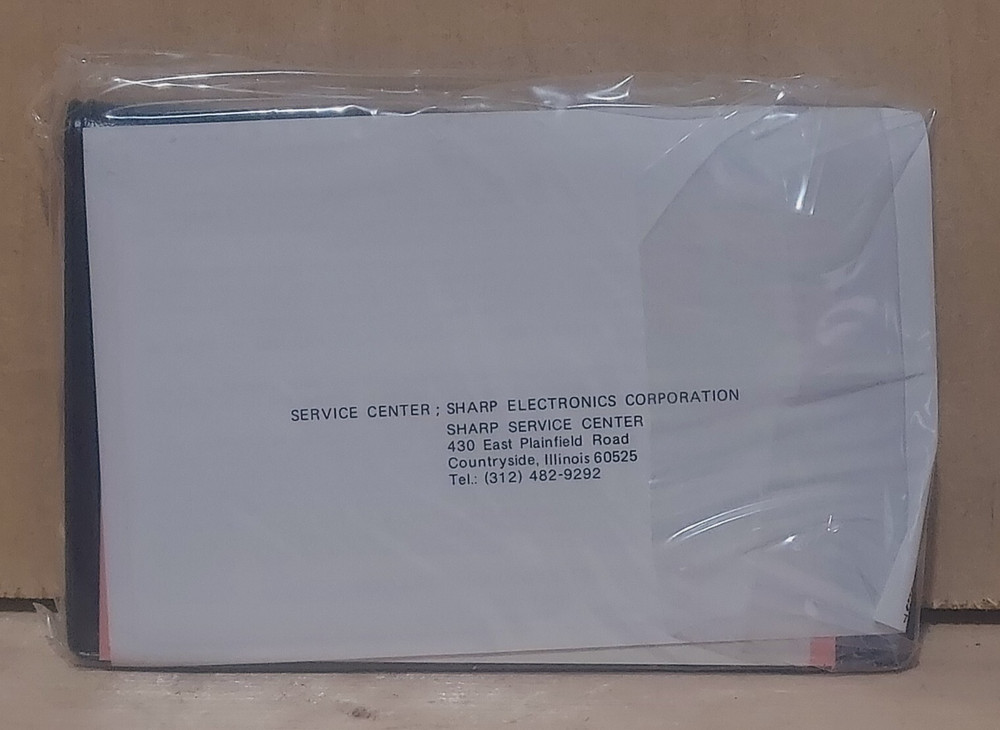 SERVICE CENTER; SHARP ELECTRONICS CORPORATION
SHARP SERVICE CENTER
430 East Plainfield Road
Countryside, Illinois 60525
Tel.: (312) 482-9292